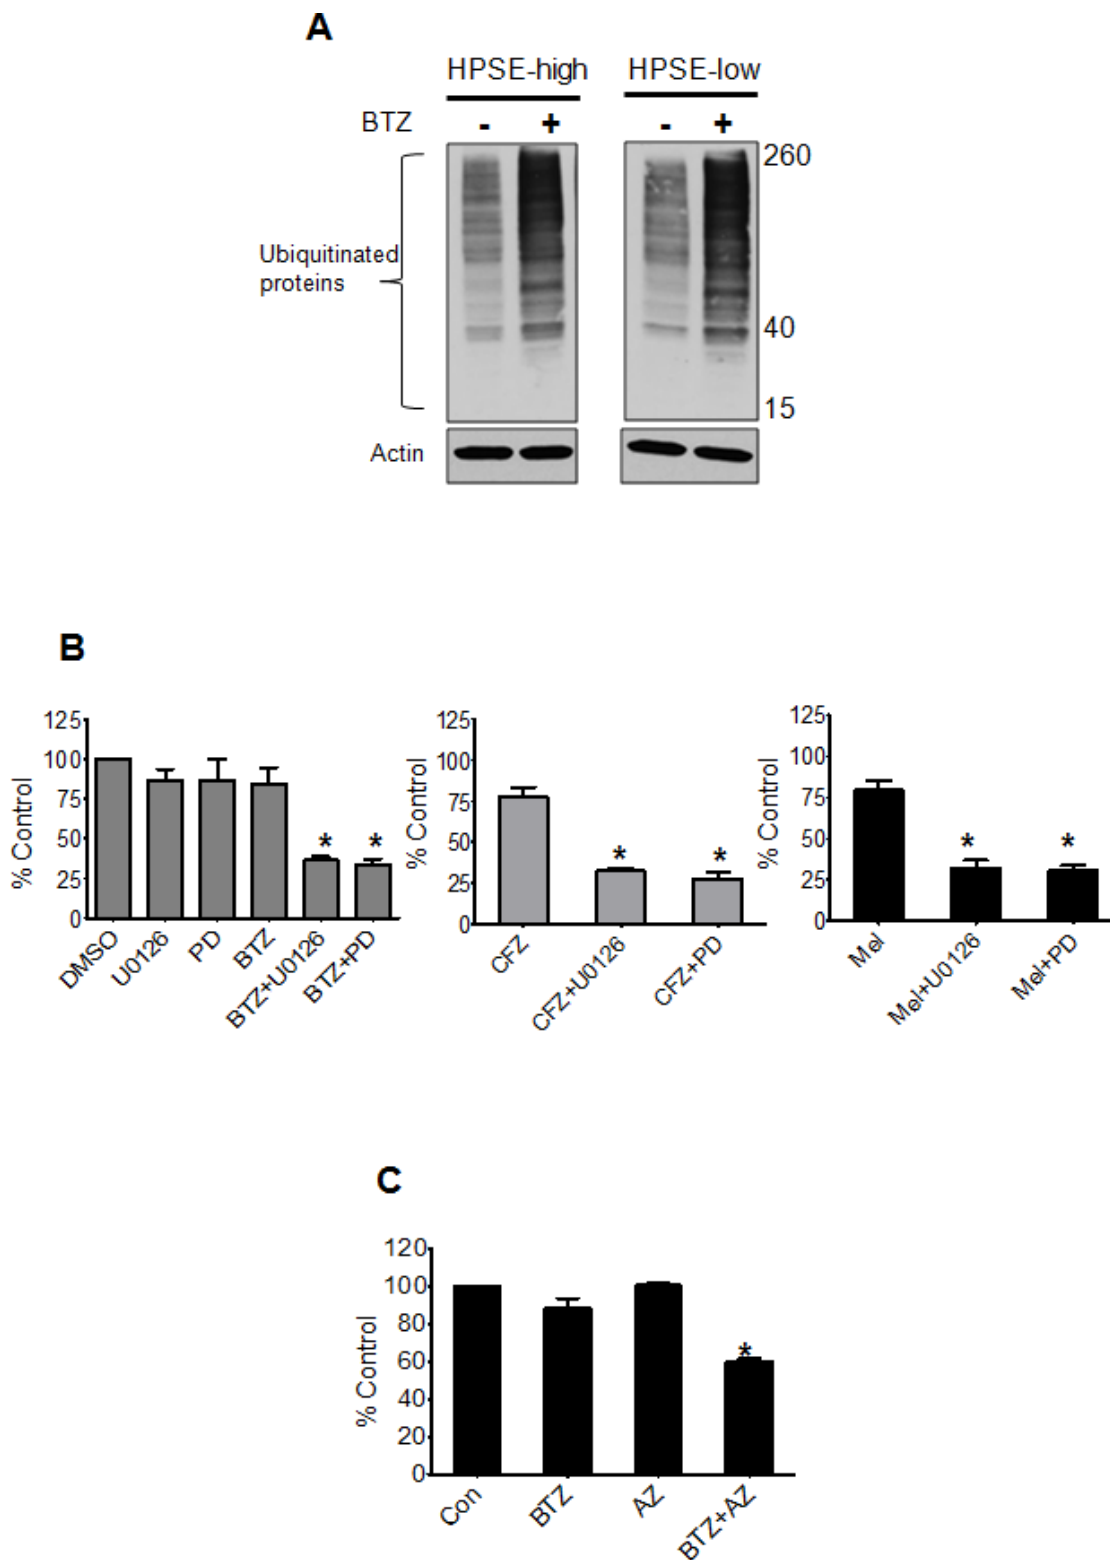 A
HPSE-high HPSE-low
BTZ - + - +
260
Ubiquitinated
proteins
40
15
Actin
B
125
100
75
50
25
0
% Control
DMSO U0126 PD BTZ BTZ+U0126 BTZ+PD
* *
125
100
75
50
25
0
% Control
CFZ CFZ+U0126 CFZ+PD
* *
125
100
75
50
25
0
% Control
Mel Mel+U0126 Mel+PD
* *
C
120
100
80
60
40
20
0
% Control
*
Con BTZ AZ BTZ+AZ